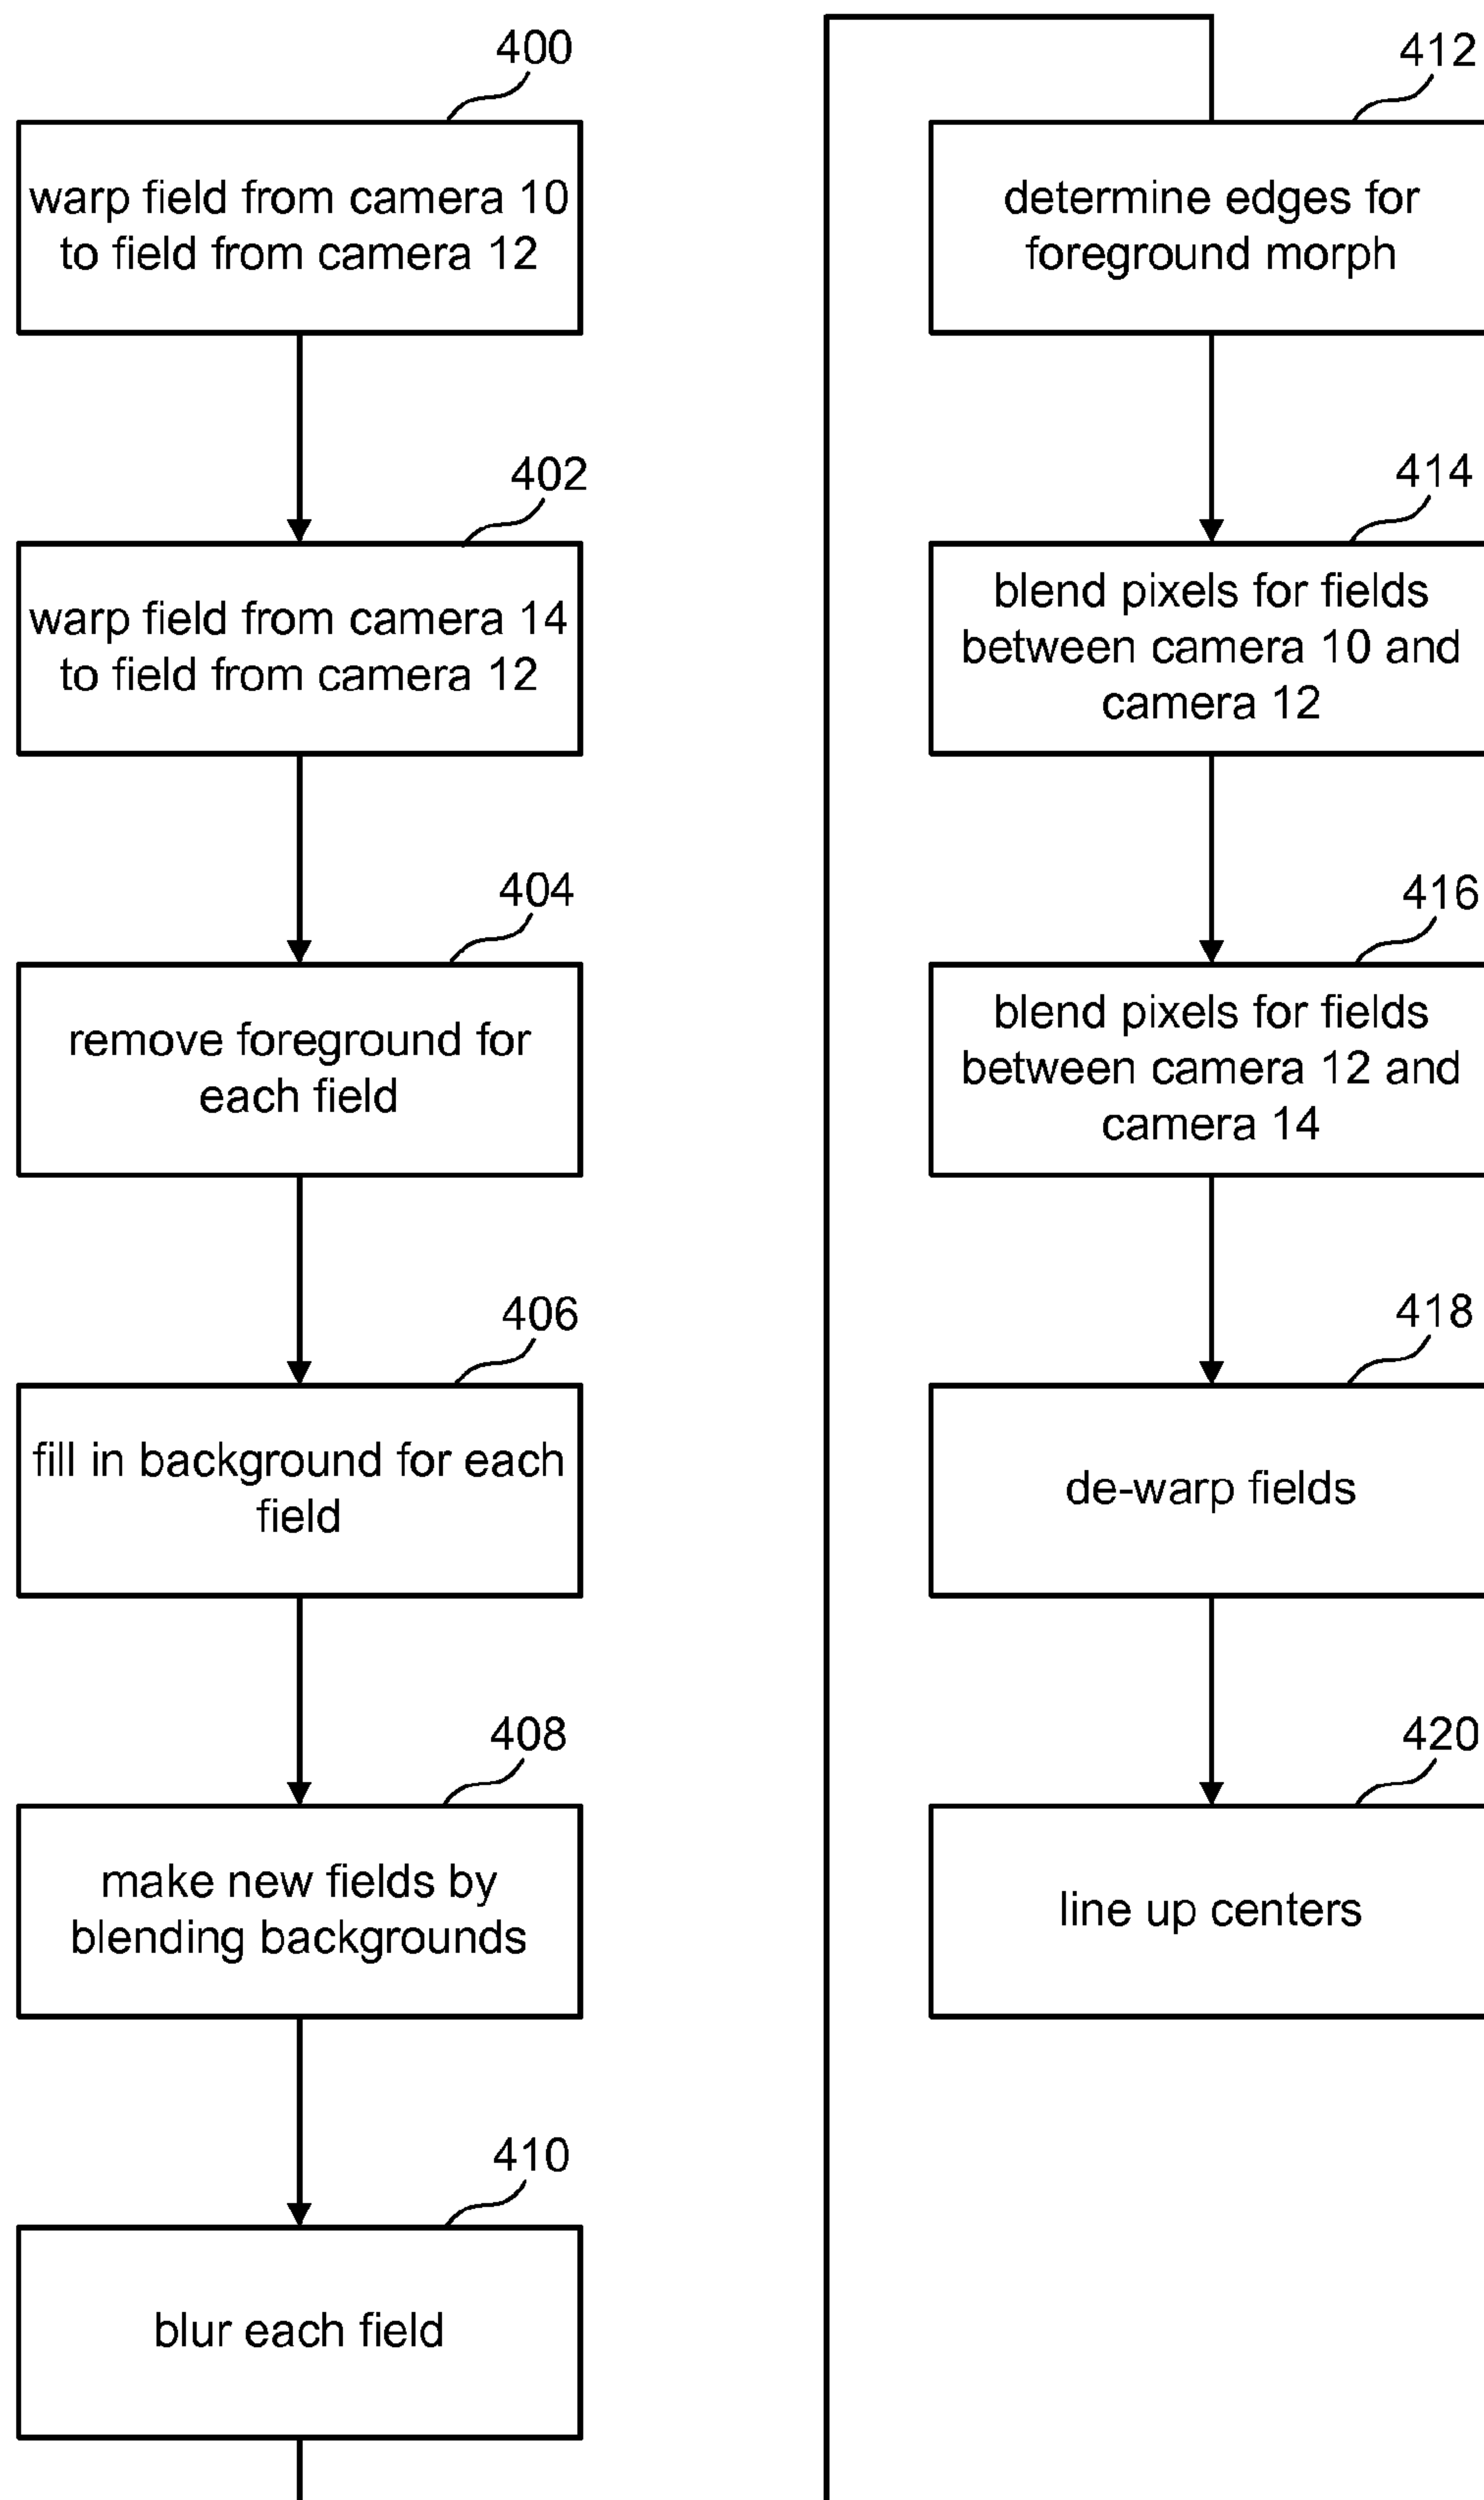 400
warp field from camera 10
to field from camera 12
402
warp field from camera 14
to field from camera 12
404
remove foreground for
each field
406
fill in background for each
field
408
make new fields by
blending backgrounds
410
blur each field
412
determine edges for
foreground morph
414
blend pixels for fields
between camera 10 and
camera 12
416
blend pixels for fields
between camera 12 and
camera 14
418
de-warp fields
420
line up centers